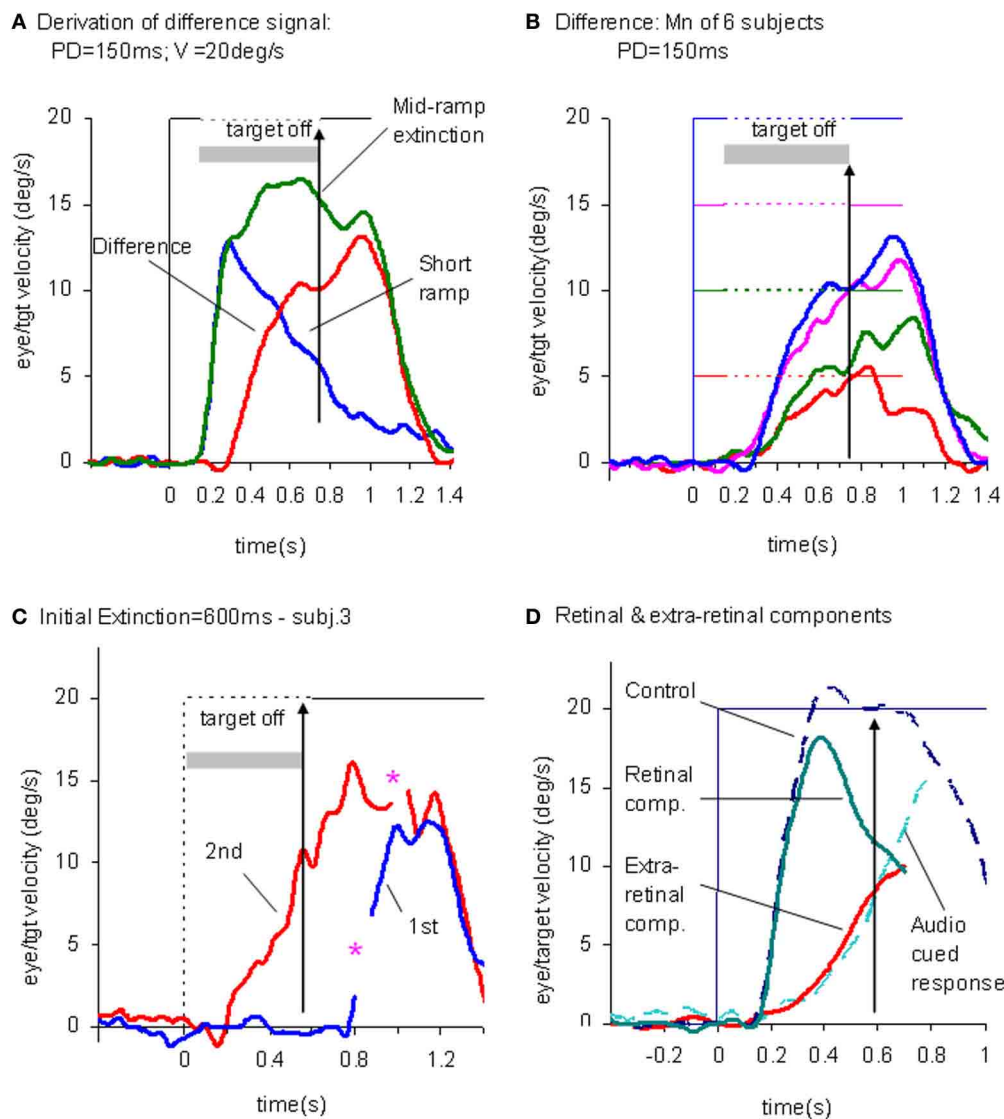 A Derivation of difference signal:
PD=150ms; V =20deg/s
eye/tgt velocity (deg/s)
20
15
10
5
0
target off
Mid-ramp
extinction
Difference
Short
ramp
0 0.2 0.4 0.6 0.8 1 1.2 1.4
time(s)
B Difference: Mn of 6 subjects
PD=150ms
eye/tgt velocity(deg/s)
20
15
10
5
0
target off
0 0.2 0.4 0.6 0.8 1 1.2 1.4
time(s)
C Initial Extinction=600ms - subj.3
eye/tgt velocity (deg/s)
20
15
10
5
0
target off
*
*
2nd
1st
0 0.4 0.8 1.2
time(s)
D Retinal & extra-retinal components
eye/target velocity (deg/s)
20
15
10
5
0
Control
Retinal
comp.
Extra-
retinal
comp.
Audio
cued
response
-0.2 0 0.2 0.4 0.6 0.8 1
time(s)